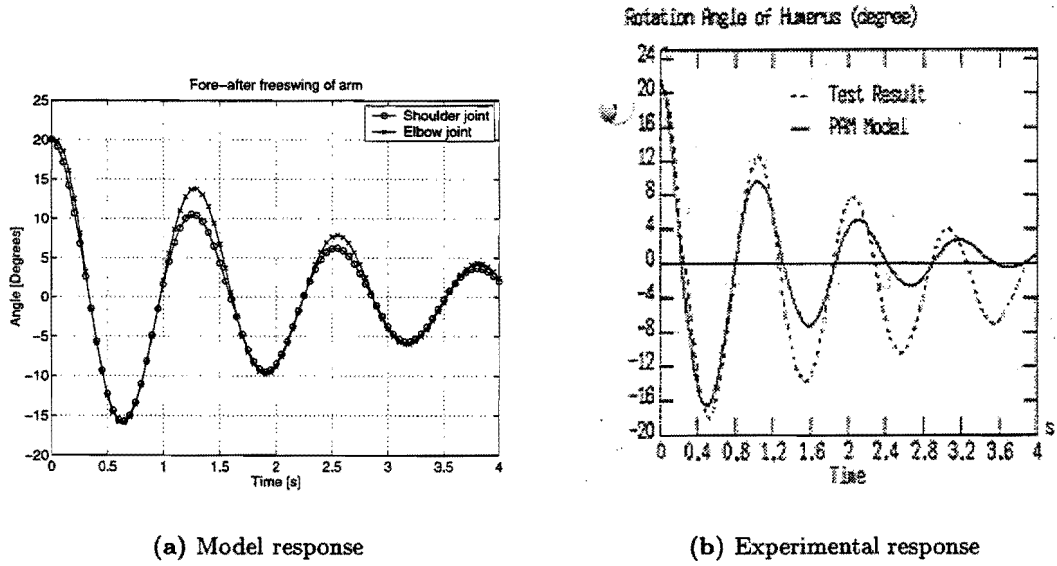 Fore-after freeswing of arm
Shoulder joint
Elbow joint
Angle [Degrees]
25
20
15
10
5
0
-5
-10
-15
-20
0 0.5 1 1.5 2 2.5 3 3.5 4
Time [s]
(a) Model response
Rotation Angle of Humerus (degree)
Test Result
PAM Model
24
20
16
12
8
4
0
-4
-8
-12
-16
-20
0 0.4 0.8 1.2 1.6 2 2.4 2.8 3.2 3.6 4
s
Time
(b) Experimental response